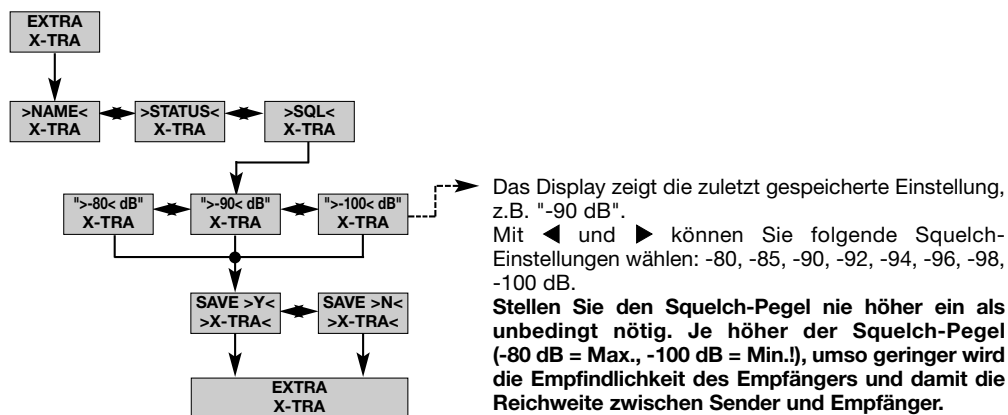 EXTRA
X-TRA
>NAME<
X-TRA
>STATUS<
X-TRA
>SQL<
X-TRA
">-80< dB"
X-TRA
">-90< dB"
X-TRA
">-100< dB"
X-TRA
Das Display zeigt die zuletzt gespeicherte Einstellung,
z.B. "-90 dB".
Mit ◀ und ▶ können Sie folgende Squelch-
Einstellungen wählen: -80, -85, -90, -92, -94, -96, -98,
-100 dB.
Stellen Sie den Squelch-Pegel nie höher ein als
unbedingt nötig. Je höher der Squelch-Pegel
(-80 dB = Max., -100 dB = Min.!), umso geringer wird
die Empfindlichkeit des Empfängers und damit die
Reichweite zwischen Sender und Empfänger.
SAVE >Y<
>X-TRA<
SAVE >N<
>X-TRA<
EXTRA
X-TRA